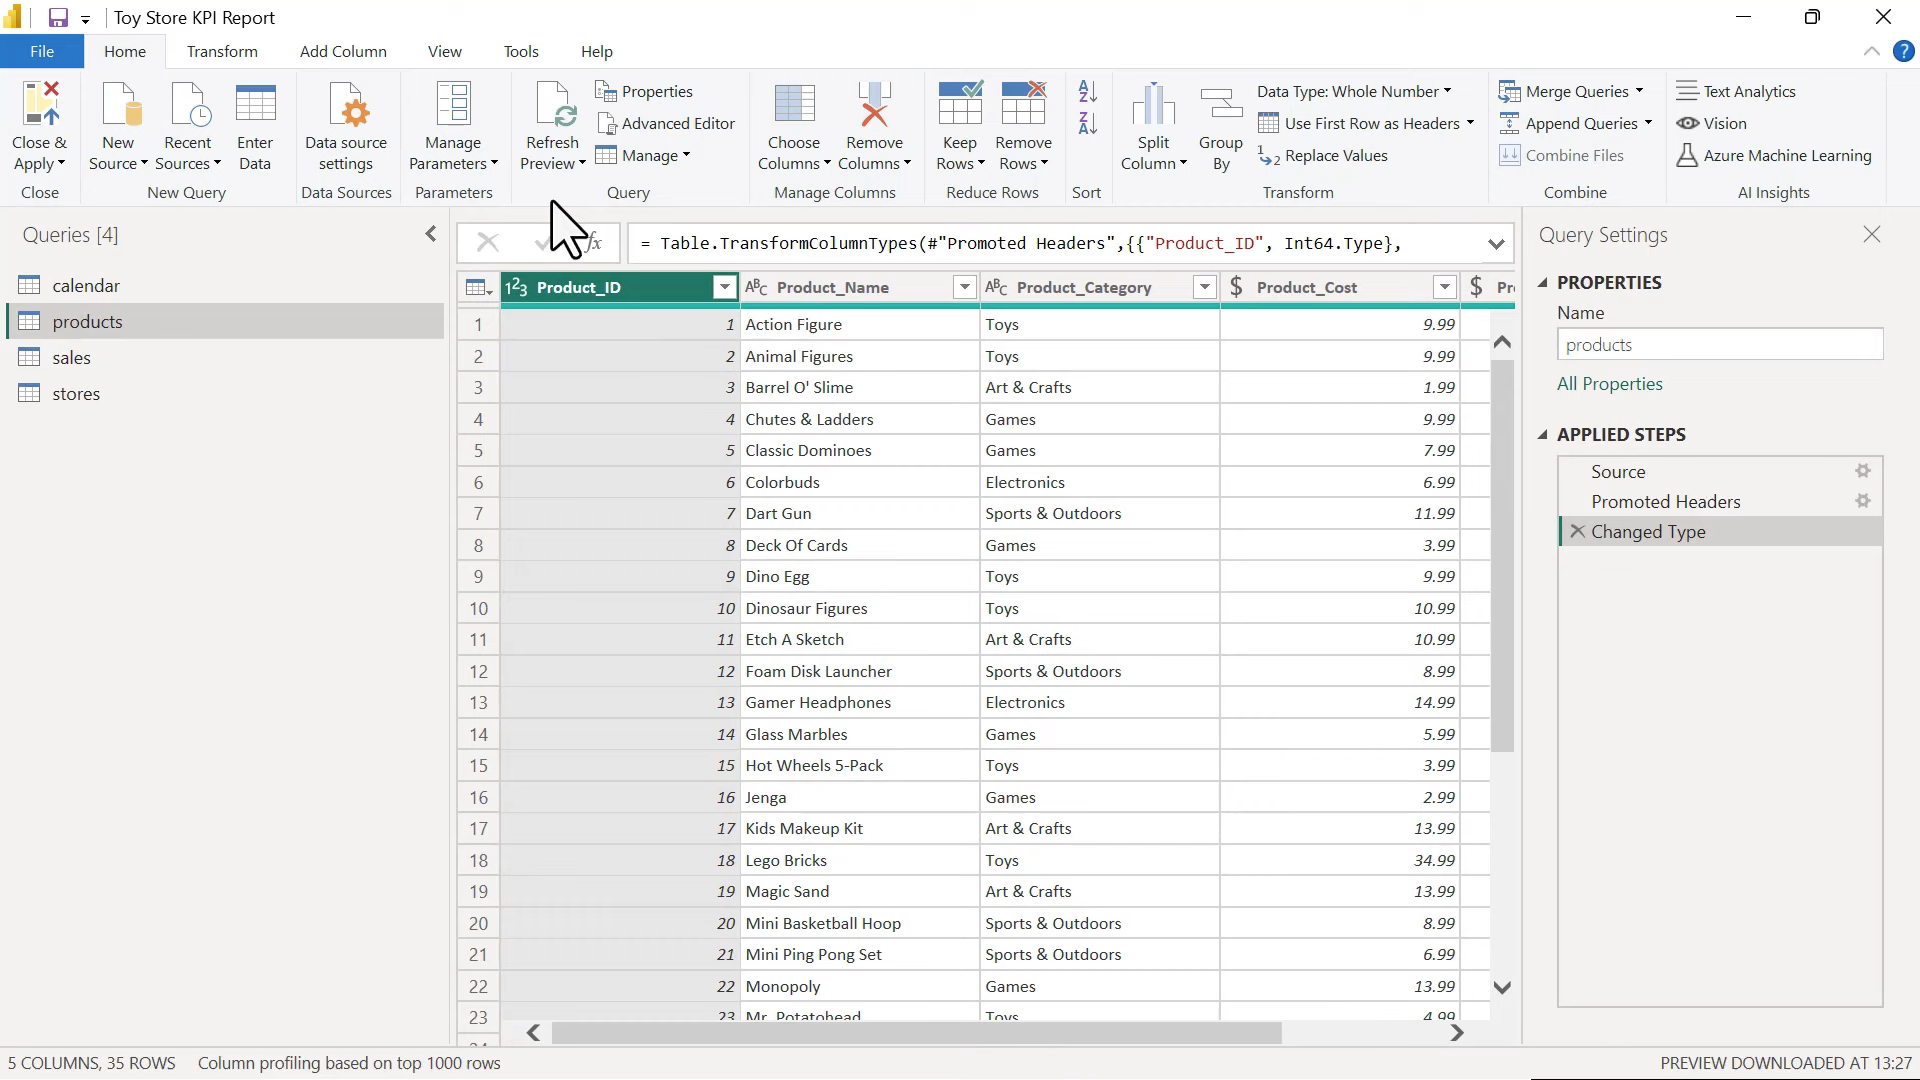 Toy Store KPI Report
File Home Transform Add Column View Tools Help
Close & Apply
Close
New Source
Recent Sources
Enter Data
New Query
Data source settings
Data Sources
Manage Parameters
Parameters
Refresh Preview
Properties
Advanced Editor
Manage
Query
Choose Columns
Remove Columns
Manage Columns
Keep Rows
Remove Rows
Reduce Rows
Sort
Split Column
Group By
Data Type: Whole Number
Use First Row as Headers
Replace Values
Transform
Merge Queries
Append Queries
Combine Files
Combine
Text Analytics
Vision
Azure Machine Learning
AI Insights
Queries [4]
calendar
products
sales
stores
fx = Table.TransformColumnTypes(#"Promoted Headers",{{"Product_ID", Int64.Type},
1²3 Product_ID ABC Product_Name ABC Product_Category $ Product_Cost $ Pr
1 1 Action Figure Toys 9.99
2 2 Animal Figures Toys 9.99
3 3 Barrel O' Slime Art & Crafts 1.99
4 4 Chutes & Ladders Games 9.99
5 5 Classic Dominoes Games 7.99
6 6 Colorbuds Electronics 6.99
7 7 Dart Gun Sports & Outdoors 11.99
8 8 Deck Of Cards Games 3.99
9 9 Dino Egg Toys 9.99
10 10 Dinosaur Figures Toys 10.99
11 11 Etch A Sketch Art & Crafts 10.99
12 12 Foam Disk Launcher Sports & Outdoors 8.99
13 13 Gamer Headphones Electronics 14.99
14 14 Glass Marbles Games 5.99
15 15 Hot Wheels 5-Pack Toys 3.99
16 16 Jenga Games 2.99
17 17 Kids Makeup Kit Art & Crafts 13.99
18 18 Lego Bricks Toys 34.99
19 19 Magic Sand Art & Crafts 13.99
20 20 Mini Basketball Hoop Sports & Outdoors 8.99
21 21 Mini Ping Pong Set Sports & Outdoors 6.99
22 22 Monopoly Games 13.99
23 23 Mr. Potatohead Toys 4.99
Query Settings
PROPERTIES
Name
products
All Properties
APPLIED STEPS
Source
Promoted Headers
Changed Type
5 COLUMNS, 35 ROWS Column profiling based on top 1000 rows
PREVIEW DOWNLOADED AT 13:27